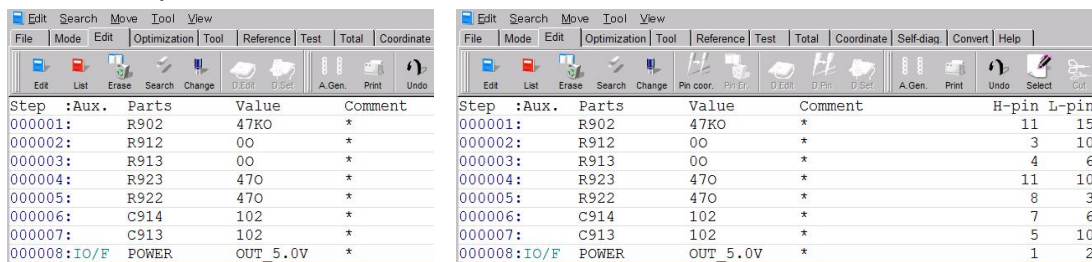 Edit Search Move Tool View
File Mode Edit Optimization Tool Reference Test Total Coordinate
Edit List Erase Search Change D.Edit D.Set A.Gen. Print Undo
Step :Aux. Parts Value Comment
000001: R902 47KO *
000002: R912 0O *
000003: R913 0O *
000004: R923 47O *
000005: R922 47O *
000006: C914 102 *
000007: C913 102 *
000008:IO/F POWER OUT_5.0V *
Edit Search Move Tool View
File Mode Edit Optimization Tool Reference Test Total Coordinate Self-diag. Convert Help
Edit List Erase Search Change Pin coor. Pin Er. D.Edit D.Pin D.Set A.Gen. Print Undo Select Cut
Step :Aux. Parts Value Comment H-pin L-pin
000001: R902 47KO * 11 15
000002: R912 0O * 3 10
000003: R913 0O * 4 6
000004: R923 47O * 11 10
000005: R922 47O * 8 3
000006: C914 102 * 7 6
000007: C913 102 * 5 10
000008:IO/F POWER OUT_5.0V * 1 2